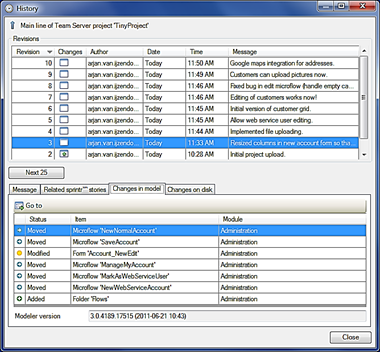 History
Main line of Team Server project "TinyProject"
Revisions
Revision Changes Author Date Time Message
10 arjan.van.ijzendo... Today 11:50 AM Google maps integration for addresses.
9 arjan.van.ijzendo... Today 11:49 AM Customers can upload pictures now.
8 arjan.van.ijzendo... Today 11:46 AM Fixed bug in edit microflow (handle empty ca...
7 arjan.van.ijzendo... Today 11:46 AM Editing of customers works now!
6 arjan.van.ijzendo... Today 11:45 AM Initial version of customer grid.
5 arjan.van.ijzendo... Today 11:45 AM Allow web service user editing.
4 arjan.van.ijzendo... Today 11:44 AM Implemented file uploading.
3 arjan.van.ijzendo... Today 11:33 AM Resized columns in new account form so tha...
2 arjan.van.ijzendo... Today 10:28 AM Initial project upload.
Next 25
Message Related sprintr™ stories Changes in model Changes on disk
Go to
Status Item Module
Moved Microflow "NewNormalAccount" Administration
Moved Microflow "SaveAccount" Administration
Modified Form "Account_NewEdit" Administration
Moved Microflow "ManageMyAccount" Administration
Moved Microflow "MarkAsWebServiceUser" Administration
Moved Microflow "NewWebServiceAccount" Administration
Added Folder "Flows" Administration
Modeler version 3.0.4189.17515 (2011-06-21 10:43)
Close